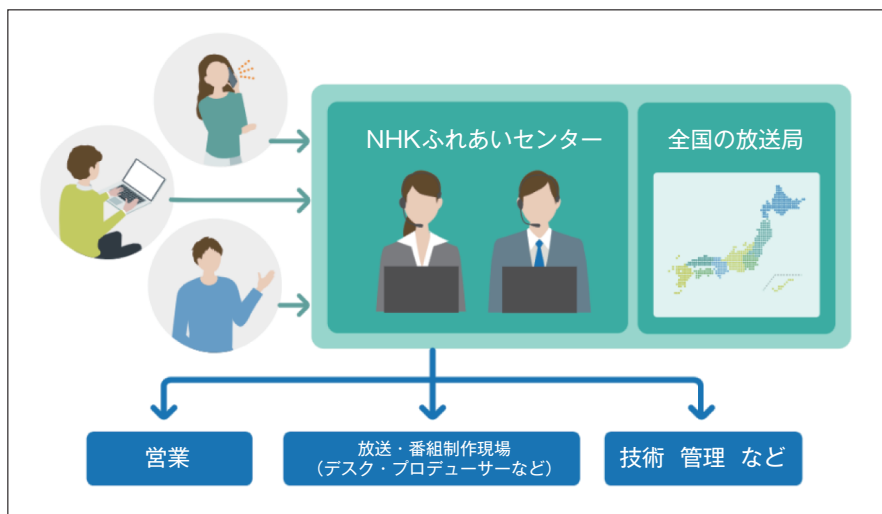 NHKふれあいセンター
全国の放送局
営業
放送・番組制作現場
（デスク・プロデューサーなど）
技術 管理 など